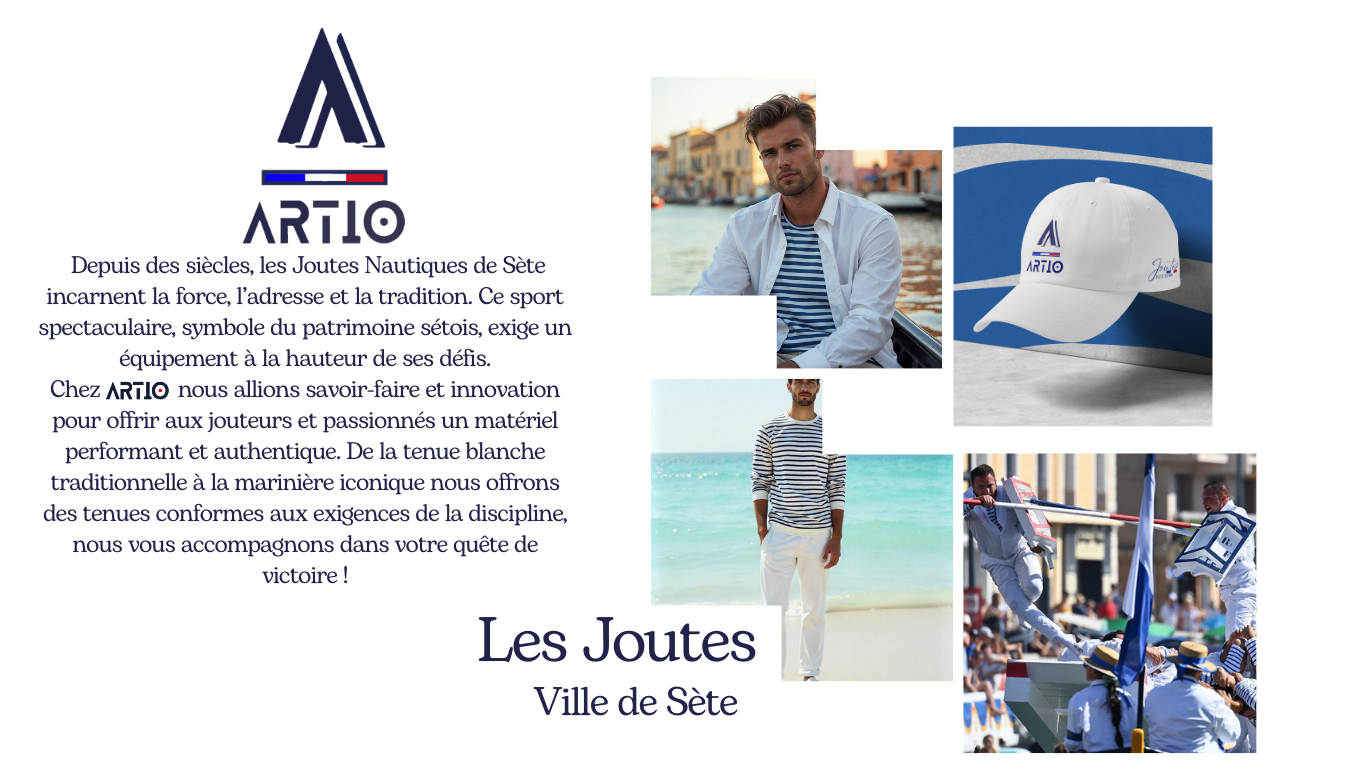 ARTIO
Depuis des siècles, les Joutes Nautiques de Sète
incarnent la force, l’adresse et la tradition. Ce sport
spectaculaire, symbole du patrimoine sétois, exige un
équipement à la hauteur de ses défis.
Chez ARTIO nous allions savoir-faire et innovation
pour offrir aux jouteurs et passionnés un matériel
performant et authentique. De la tenue blanche
traditionnelle à la marinière iconique nous offrons
des tenues conformes aux exigences de la discipline,
nous vous accompagnons dans votre quête de
victoire !
Les Joutes
Ville de Sète
ARTIO
Joutes